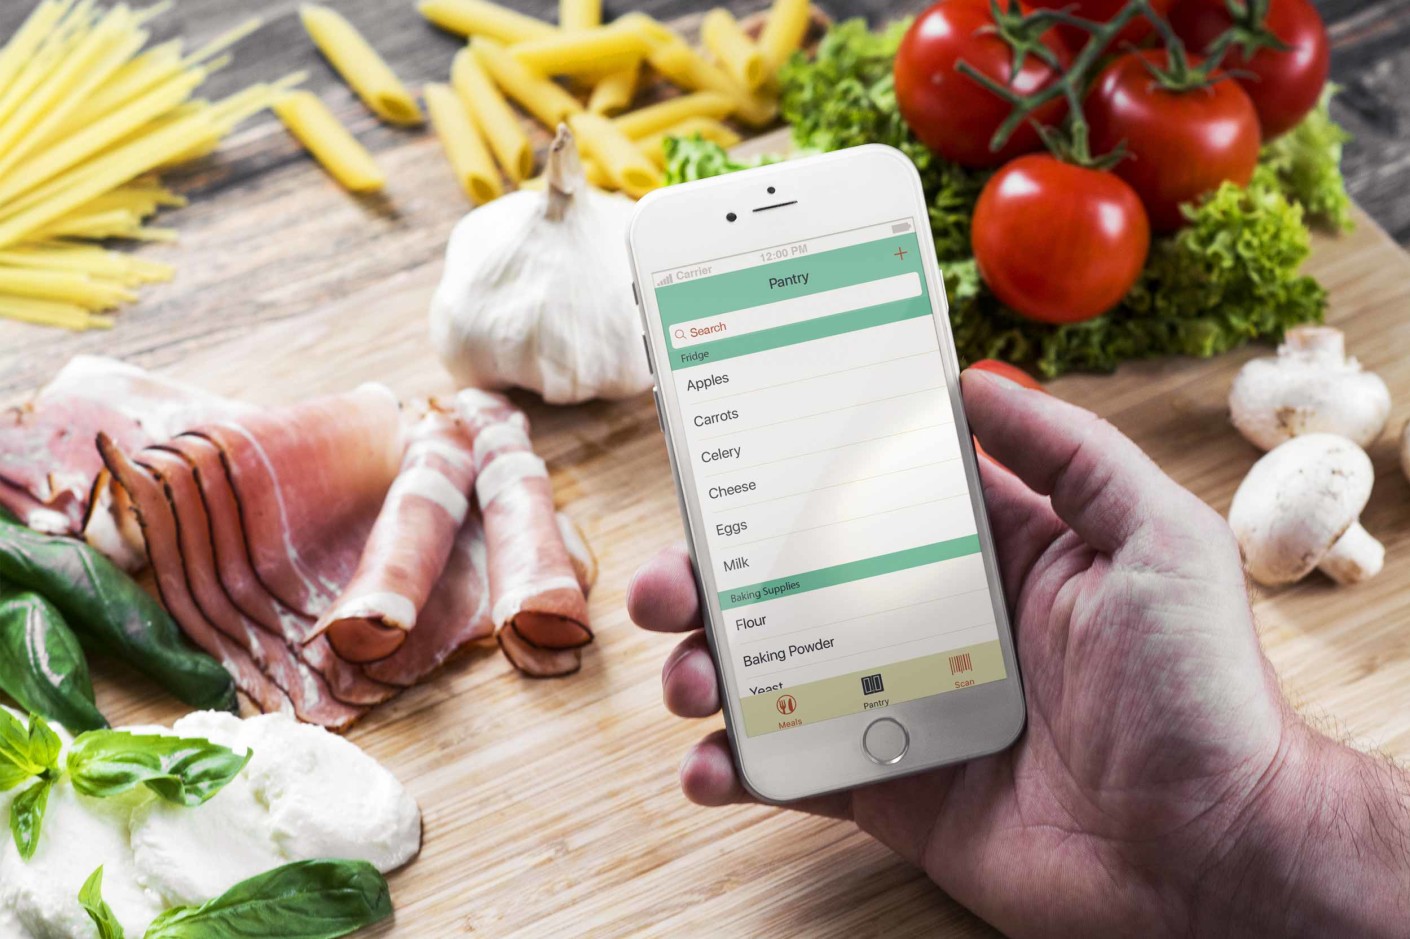 Carrier 12:00 PM
Pantry +
Search
Fridge
Apples
Carrots
Celery
Cheese
Eggs
Milk
Baking Supplies
Flour
Baking Powder
Yeast
Meals Pantry Scan